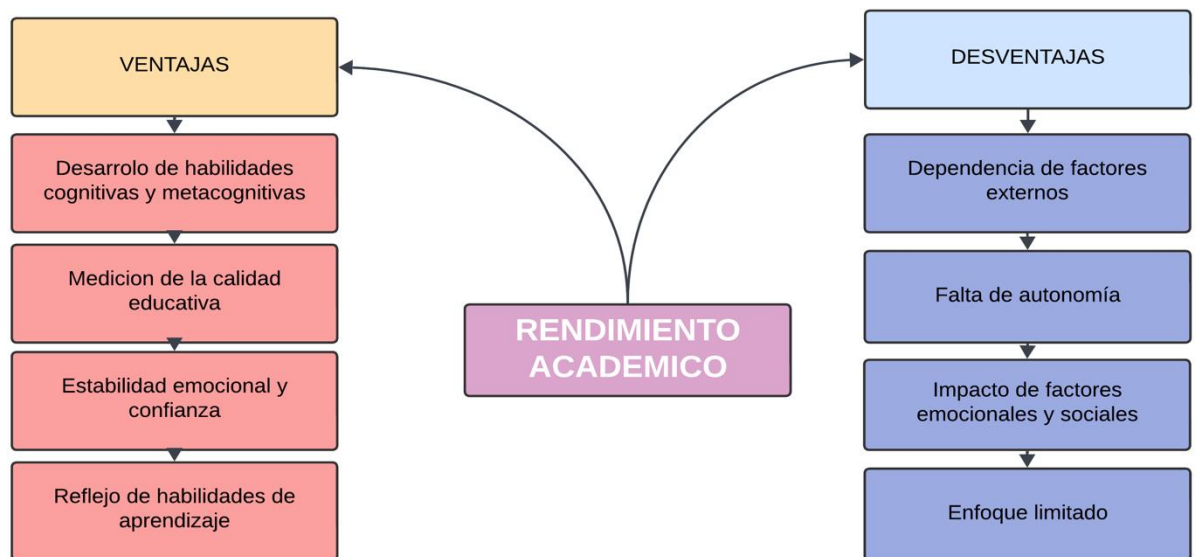 VENTAJAS
Desarrolo de habilidades
cognitivas y metacognitivas
Medicion de la calidad
educativa
Estabilidad emocional y
confianza
Reflejo de habilidades de
aprendizaje
RENDIMIENTO
ACADEMICO
DESVENTAJAS
Dependencia de factores
externos
Falta de autonomía
Impacto de factores
emocionales y sociales
Enfoque limitado